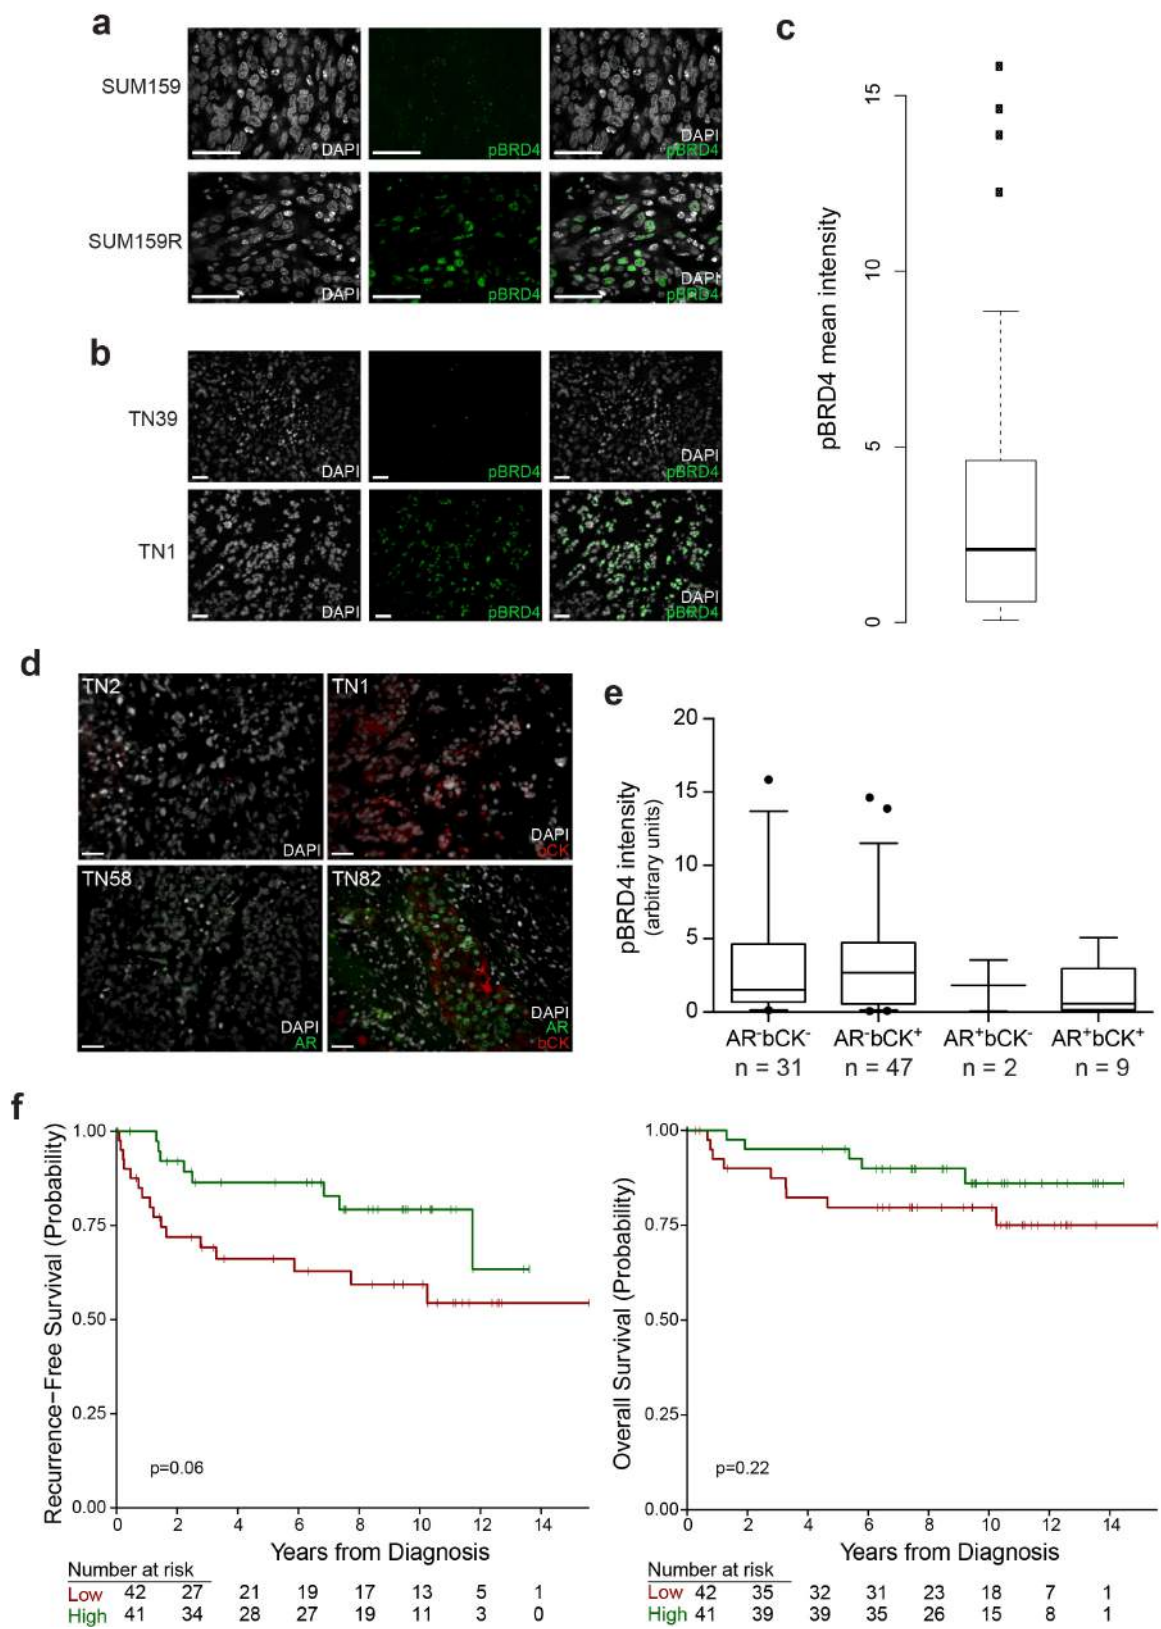 a
SUM159
DAPI
pBRD4
DAPI
pBRD4
SUM159R
DAPI
pBRD4
DAPI
pBRD4
b
TN39
DAPI
pBRD4
DAPI
pBRD4
TN1
DAPI
pBRD4
DAPI
pBRD4
c
pBRD4 mean intensity
15
10
5
0
d
TN2
DAPI
TN1
DAPI
bCK
TN58
DAPI
AR
TN82
DAPI
AR
bCK
e
pBRD4 intensity
(arbitrary units)
20
15
10
5
0
AR⁻bCK⁻ AR⁻bCK⁺ AR⁺bCK⁻ AR⁺bCK⁺
n = 31 n = 47 n = 2 n = 9
f
Recurrence−Free Survival (Probability)
1.00
0.75
0.50
0.25
0.00
p=0.06
0 2 4 6 8 10 12 14
Years from Diagnosis
Number at risk
Low 42 27 21 19 17 13 5 1
High 41 34 28 27 19 11 3 0
Overall Survival (Probability)
1.00
0.75
0.50
0.25
0.00
p=0.22
0 2 4 6 8 10 12 14
Years from Diagnosis
Number at risk
Low 42 35 32 31 23 18 7 1
High 41 39 39 35 26 15 8 1